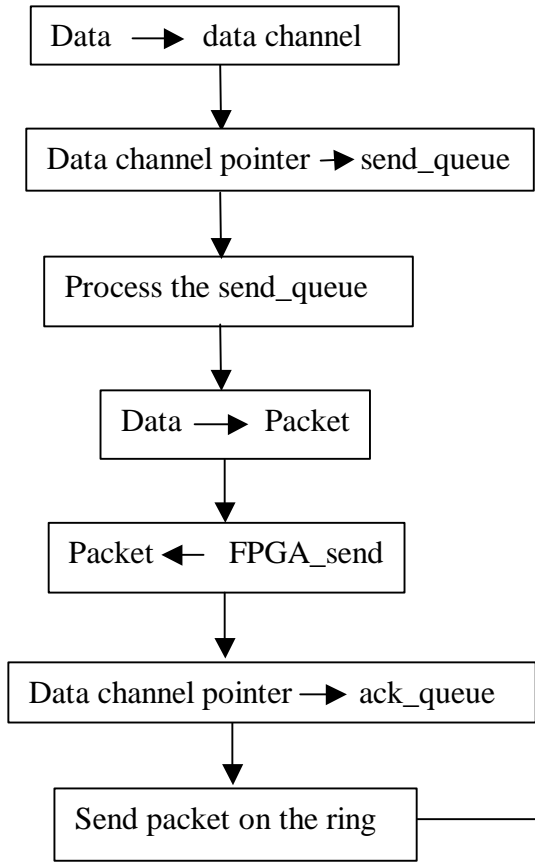 Data → data channel
Data channel pointer → send_queue
Process the send_queue
Data → Packet
Packet ← FPGA_send
Data channel pointer → ack_queue
Send packet on the ring